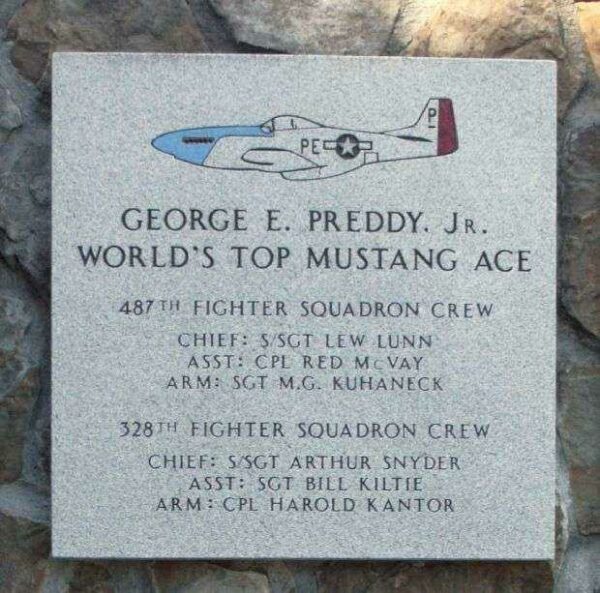 P
PE
GEORGE E. PREDDY. JR.
WORLD'S TOP MUSTANG ACE
487TH FIGHTER SQUADRON CREW
CHIEF: S/SGT LEW LUNN
ASST: CPL RED MCVAY
ARM: SGT M.G. KUHANECK
328TH FIGHTER SQUADRON CREW
CHIEF: S/SGT ARTHUR SNYDER
ASST: SGT BILL KILTIE
ARM: CPL HAROLD KANTOR